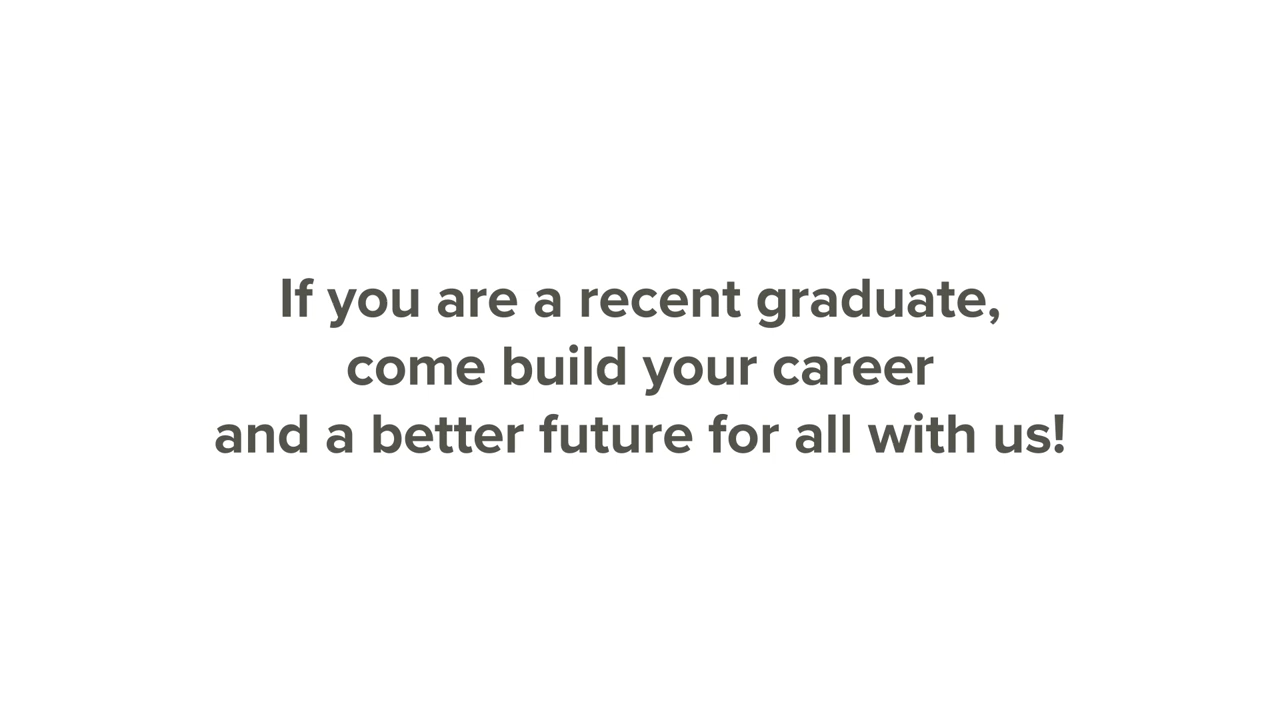 If you are a recent graduate,
come build your career
and a better future for all with us!